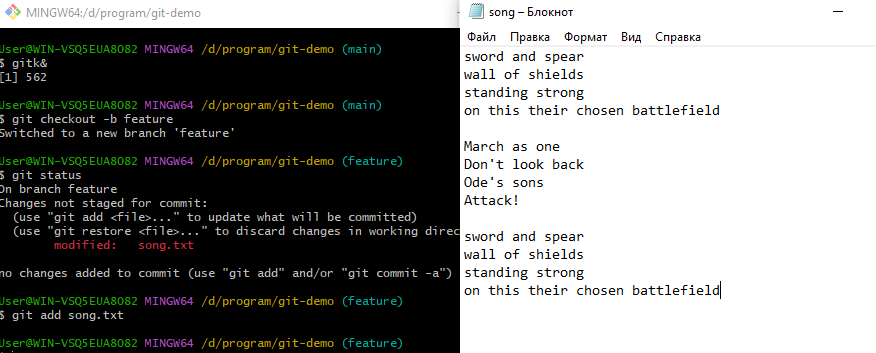 MINGW64:/d/program/git-demo
User@WIN-VSQ5EUA8082 MINGW64 /d/program/git-demo (main)
$ gitk&
[1] 562
User@WIN-VSQ5EUA8082 MINGW64 /d/program/git-demo (main)
$ git checkout -b feature
Switched to a new branch 'feature'
User@WIN-VSQ5EUA8082 MINGW64 /d/program/git-demo (feature)
$ git status
On branch feature
Changes not staged for commit:
(use "git add <file>..." to update what will be committed)
(use "git restore <file>..." to discard changes in working direc
modified: song.txt
no changes added to commit (use "git add" and/or "git commit -a")
User@WIN-VSQ5EUA8082 MINGW64 /d/program/git-demo (feature)
$ git add song.txt
User@WIN-VSQ5EUA8082 MINGW64 /d/program/git-demo (feature)
song – Блокнот
Файл Правка Формат Вид Справка
sword and spear
wall of shields
standing strong
on this their chosen battlefield
March as one
Don't look back
Ode's sons
Attack!
sword and spear
wall of shields
standing strong
on this their chosen battlefield